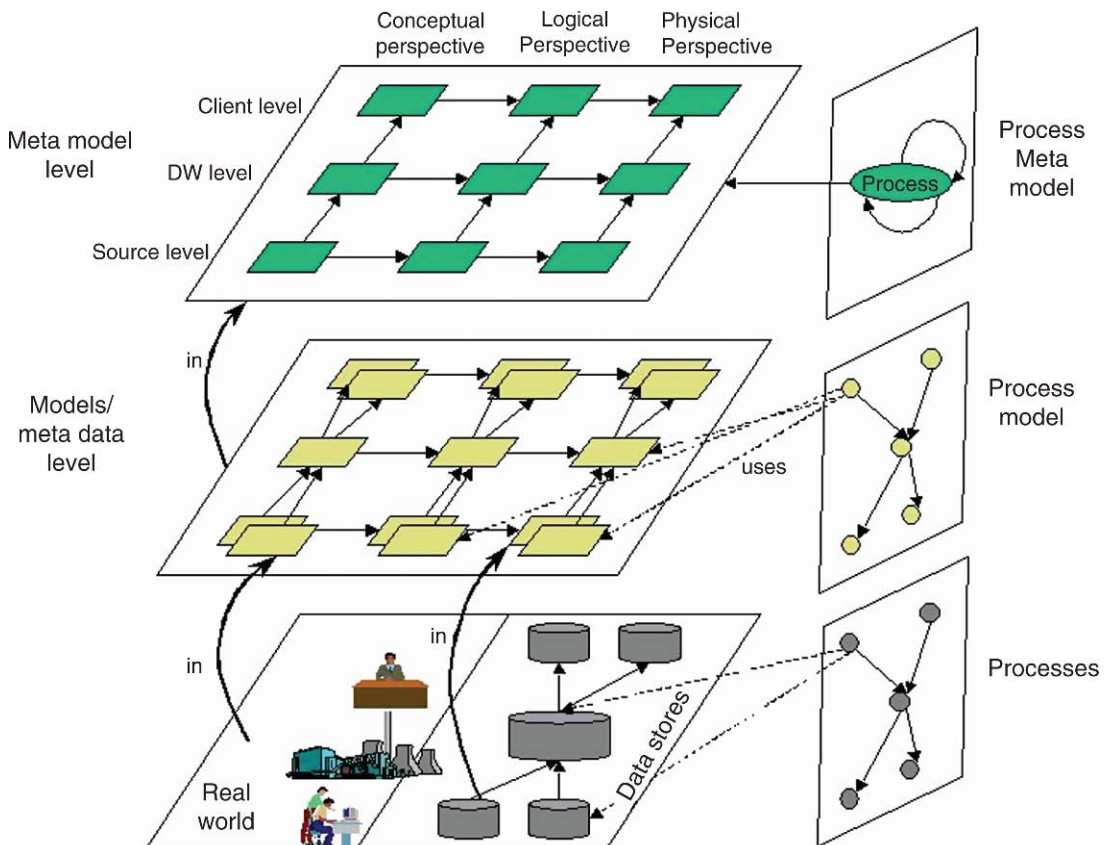 Conceptual
perspective
Logical
Perspective
Physical
Perspective
Client level
Meta model
level
DW level
Source level
Process
Process
Meta
model
in
Models/
meta data
level
uses
Process
model
in
in
Data stores
Processes
Real
world